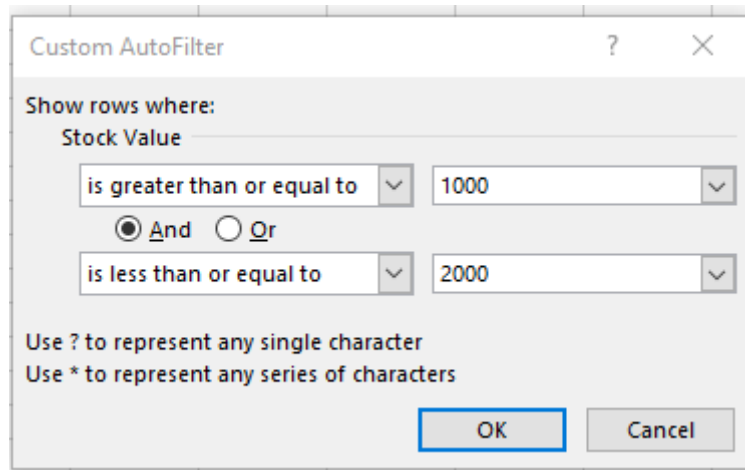 Custom AutoFilter ?
Show rows where:
Stock Value
is greater than or equal to 1000
And Or
is less than or equal to 2000
Use ? to represent any single character
Use * to represent any series of characters
OK Cancel